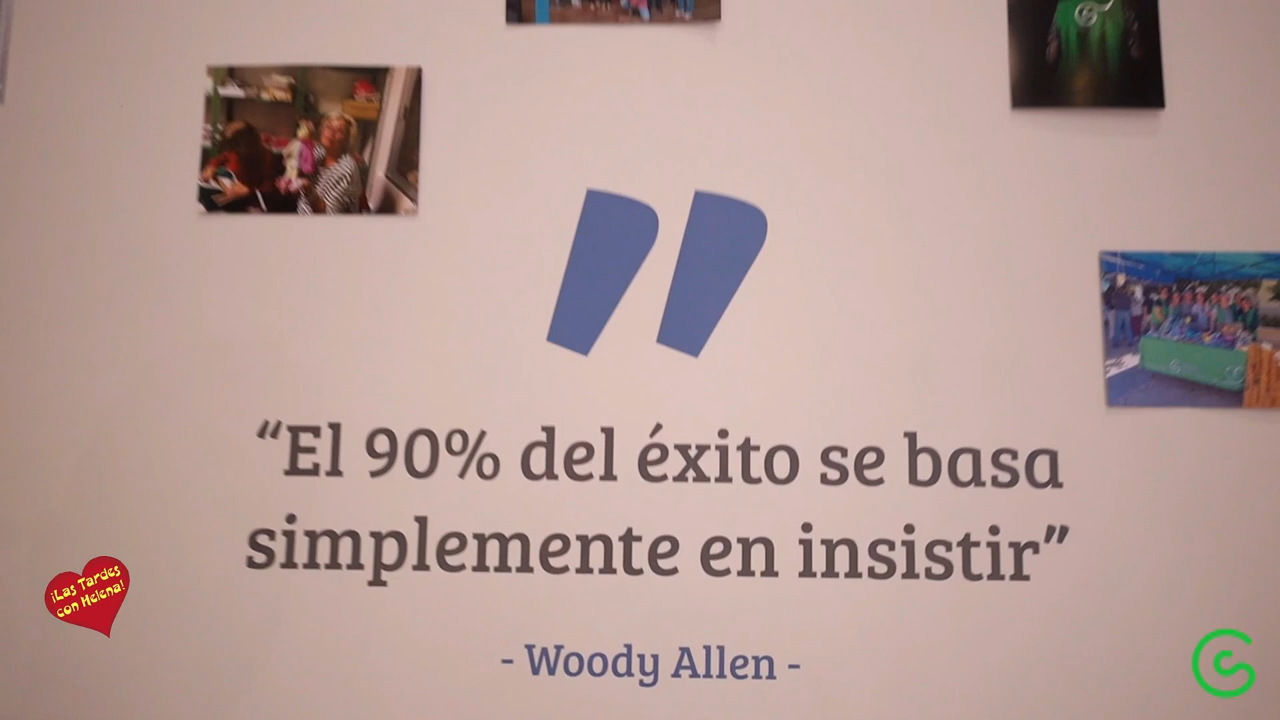 “El 90% del éxito se basa
simplemente en insistir”
- Woody Allen -
¡Las Tardes
con Helena!